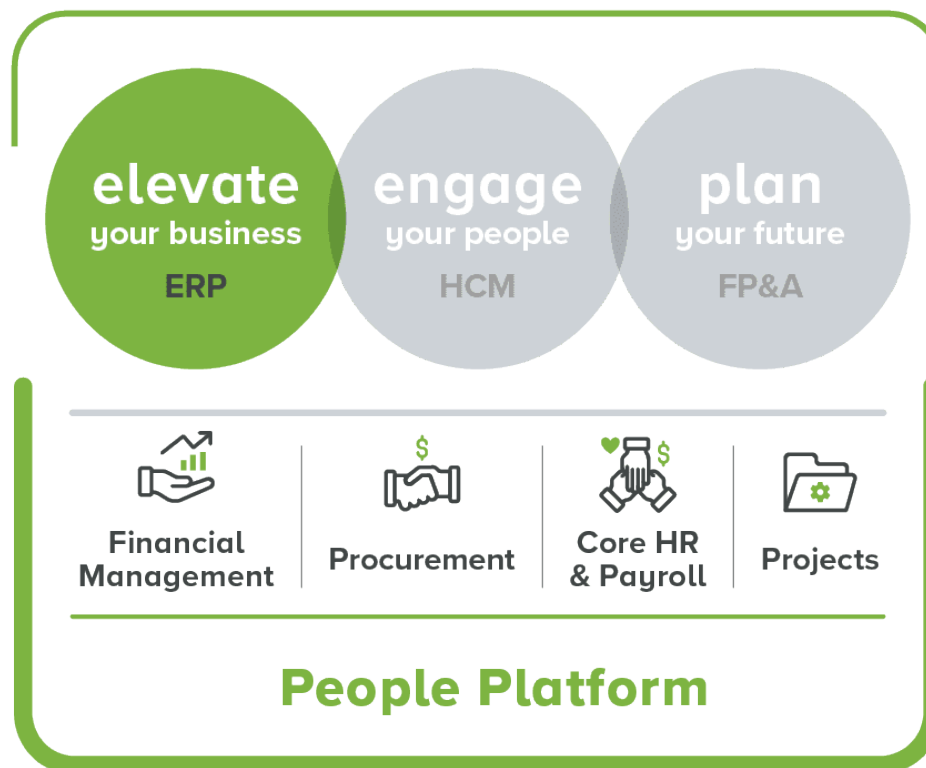 elevate
your business
ERP
engage
your people
HCM
plan
your future
FP&A
$
Financial
Management
Procurement
$
Core HR
& Payroll
Projects
People Platform